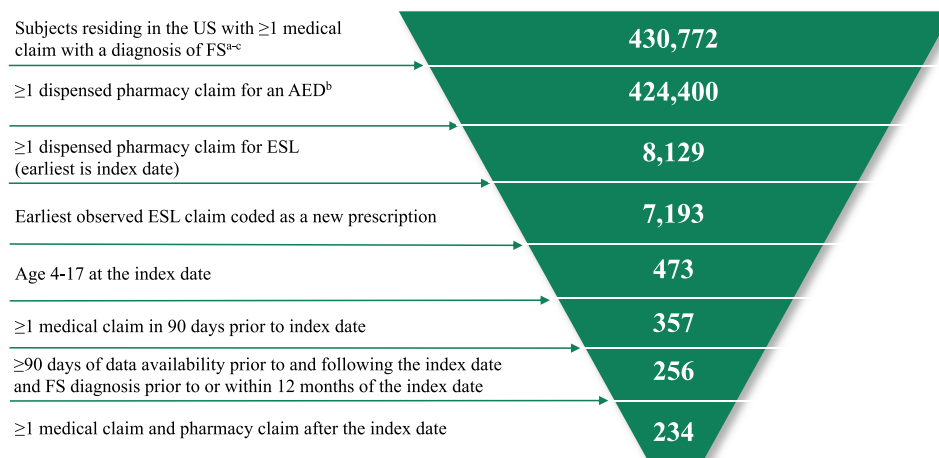 Subjects residing in the US with ≥1 medical
claim with a diagnosis of FSᵃ⁻ᶜ
430,772
≥1 dispensed pharmacy claim for an AEDᵇ
424,400
≥1 dispensed pharmacy claim for ESL
(earliest is index date)
8,129
Earliest observed ESL claim coded as a new prescription
7,193
Age 4-17 at the index date
473
≥1 medical claim in 90 days prior to index date
357
≥90 days of data availability prior to and following the index date
and FS diagnosis prior to or within 12 months of the index date
256
≥1 medical claim and pharmacy claim after the index date
234